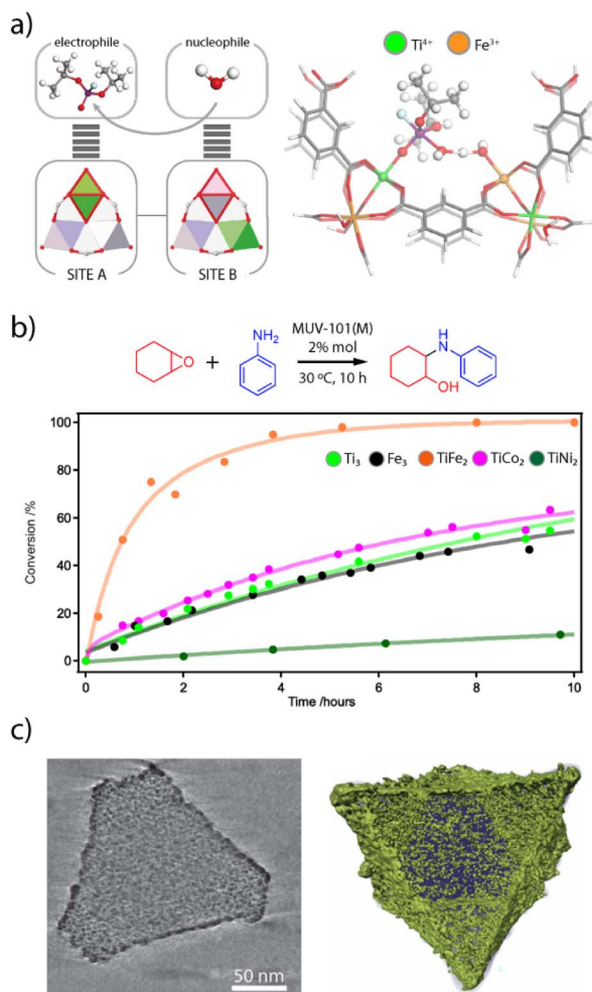 a)
electrophile
nucleophile
Ti⁴⁺
Fe³⁺
SITE A
SITE B
b)
O
+
NH₂
MUV-101(M)
2% mol
30 ºC, 10 h
H
N
OH
Conversion /%
100
80
60
40
20
0
Ti₃
Fe₃
TiFe₂
TiCo₂
TiNi₂
0
2
4
6
8
10
Time /hours
c)
50 nm